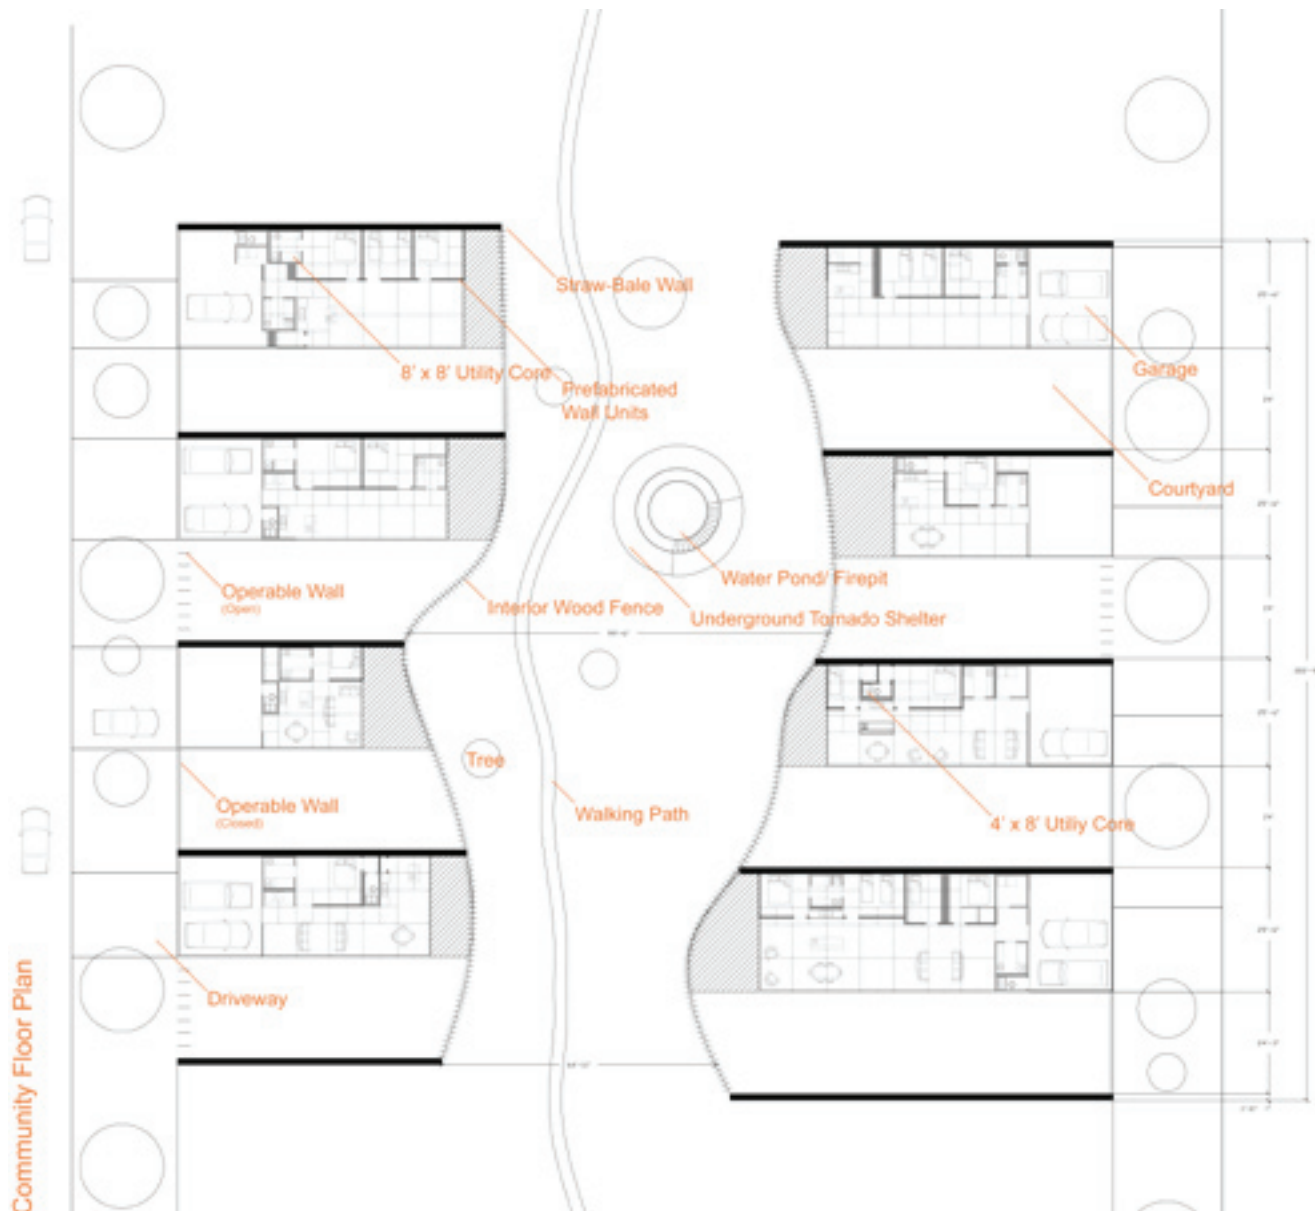 Straw-Bale Wall
8' x 8' Utility Core
Prefabricated
Wall Units
Garage
Courtyard
Operable Wall
(Open)
Interior Wood Fence
Water Pond/ Firepit
Underground Tornado Shelter
Tree
Operable Wall
(Closed)
Walking Path
4' x 8' Utiliy Core
Driveway
Community Floor Plan